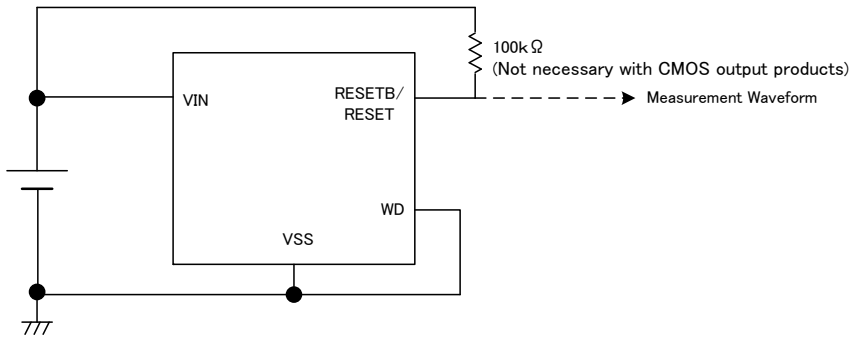 100kΩ
(Not necessary with CMOS output products)
VIN
RESETB/
RESET
Measurement Waveform
WD
VSS